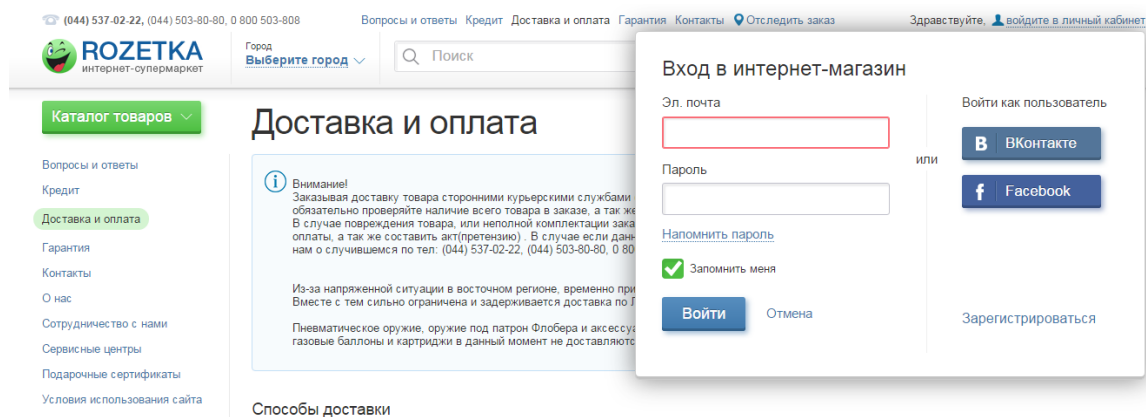 (044) 537-02-22, (044) 503-80-80, 0 800 503-808 Вопросы и ответы Кредит Доставка и оплата Гарантия Контакты Отследить заказ Здравствуйте, войдите в личный кабинет
ROZETKA
интернет-супермаркет
Город
Выберите город
Поиск
Каталог товаров
Вопросы и ответы
Кредит
Доставка и оплата
Гарантия
Контакты
О нас
Сотрудничество с нами
Сервисные центры
Подарочные сертификаты
Условия использования сайта
Доставка и оплата
Внимание!
Заказывая доставку товара сторонними курьерскими службами
обязательно проверяйте наличие всего товара в заказе, а так же
В случае повреждения товара, или неполной комплектации
оплаты, а так же составить акт(претензию) . В случае если
нам о случившемся по тел: (044) 537-02-22, (044) 503-80-80, 0
Из-за напряженной ситуации в восточном регионе, временно
Вместе с тем сильно ограничена и задерживается доставка по
Пневматическое оружие, оружие под патрон Флобера и
газовые баллоны и картриджи в данный момент не
Способы доставки
Вход в интернет-магазин
Эл. почта
Пароль
Напомнить пароль
Запомнить меня
Войти Отмена
или
Войти как пользователь
В ВКонтакте
f Facebook
Зарегистрироваться